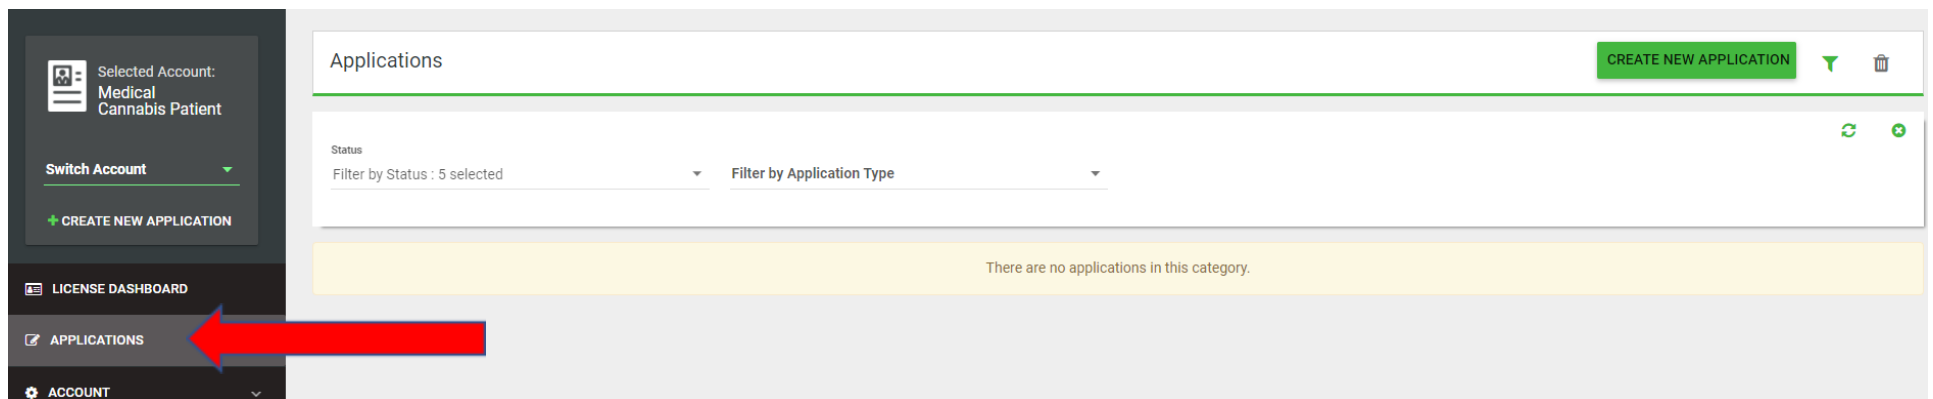 Selected Account:
Medical
Cannabis Patient
Switch Account
+ CREATE NEW APPLICATION
LICENSE DASHBOARD
APPLICATIONS
ACCOUNT
Applications
CREATE NEW APPLICATION
Status
Filter by Status : 5 selected
Filter by Application Type
There are no applications in this category.